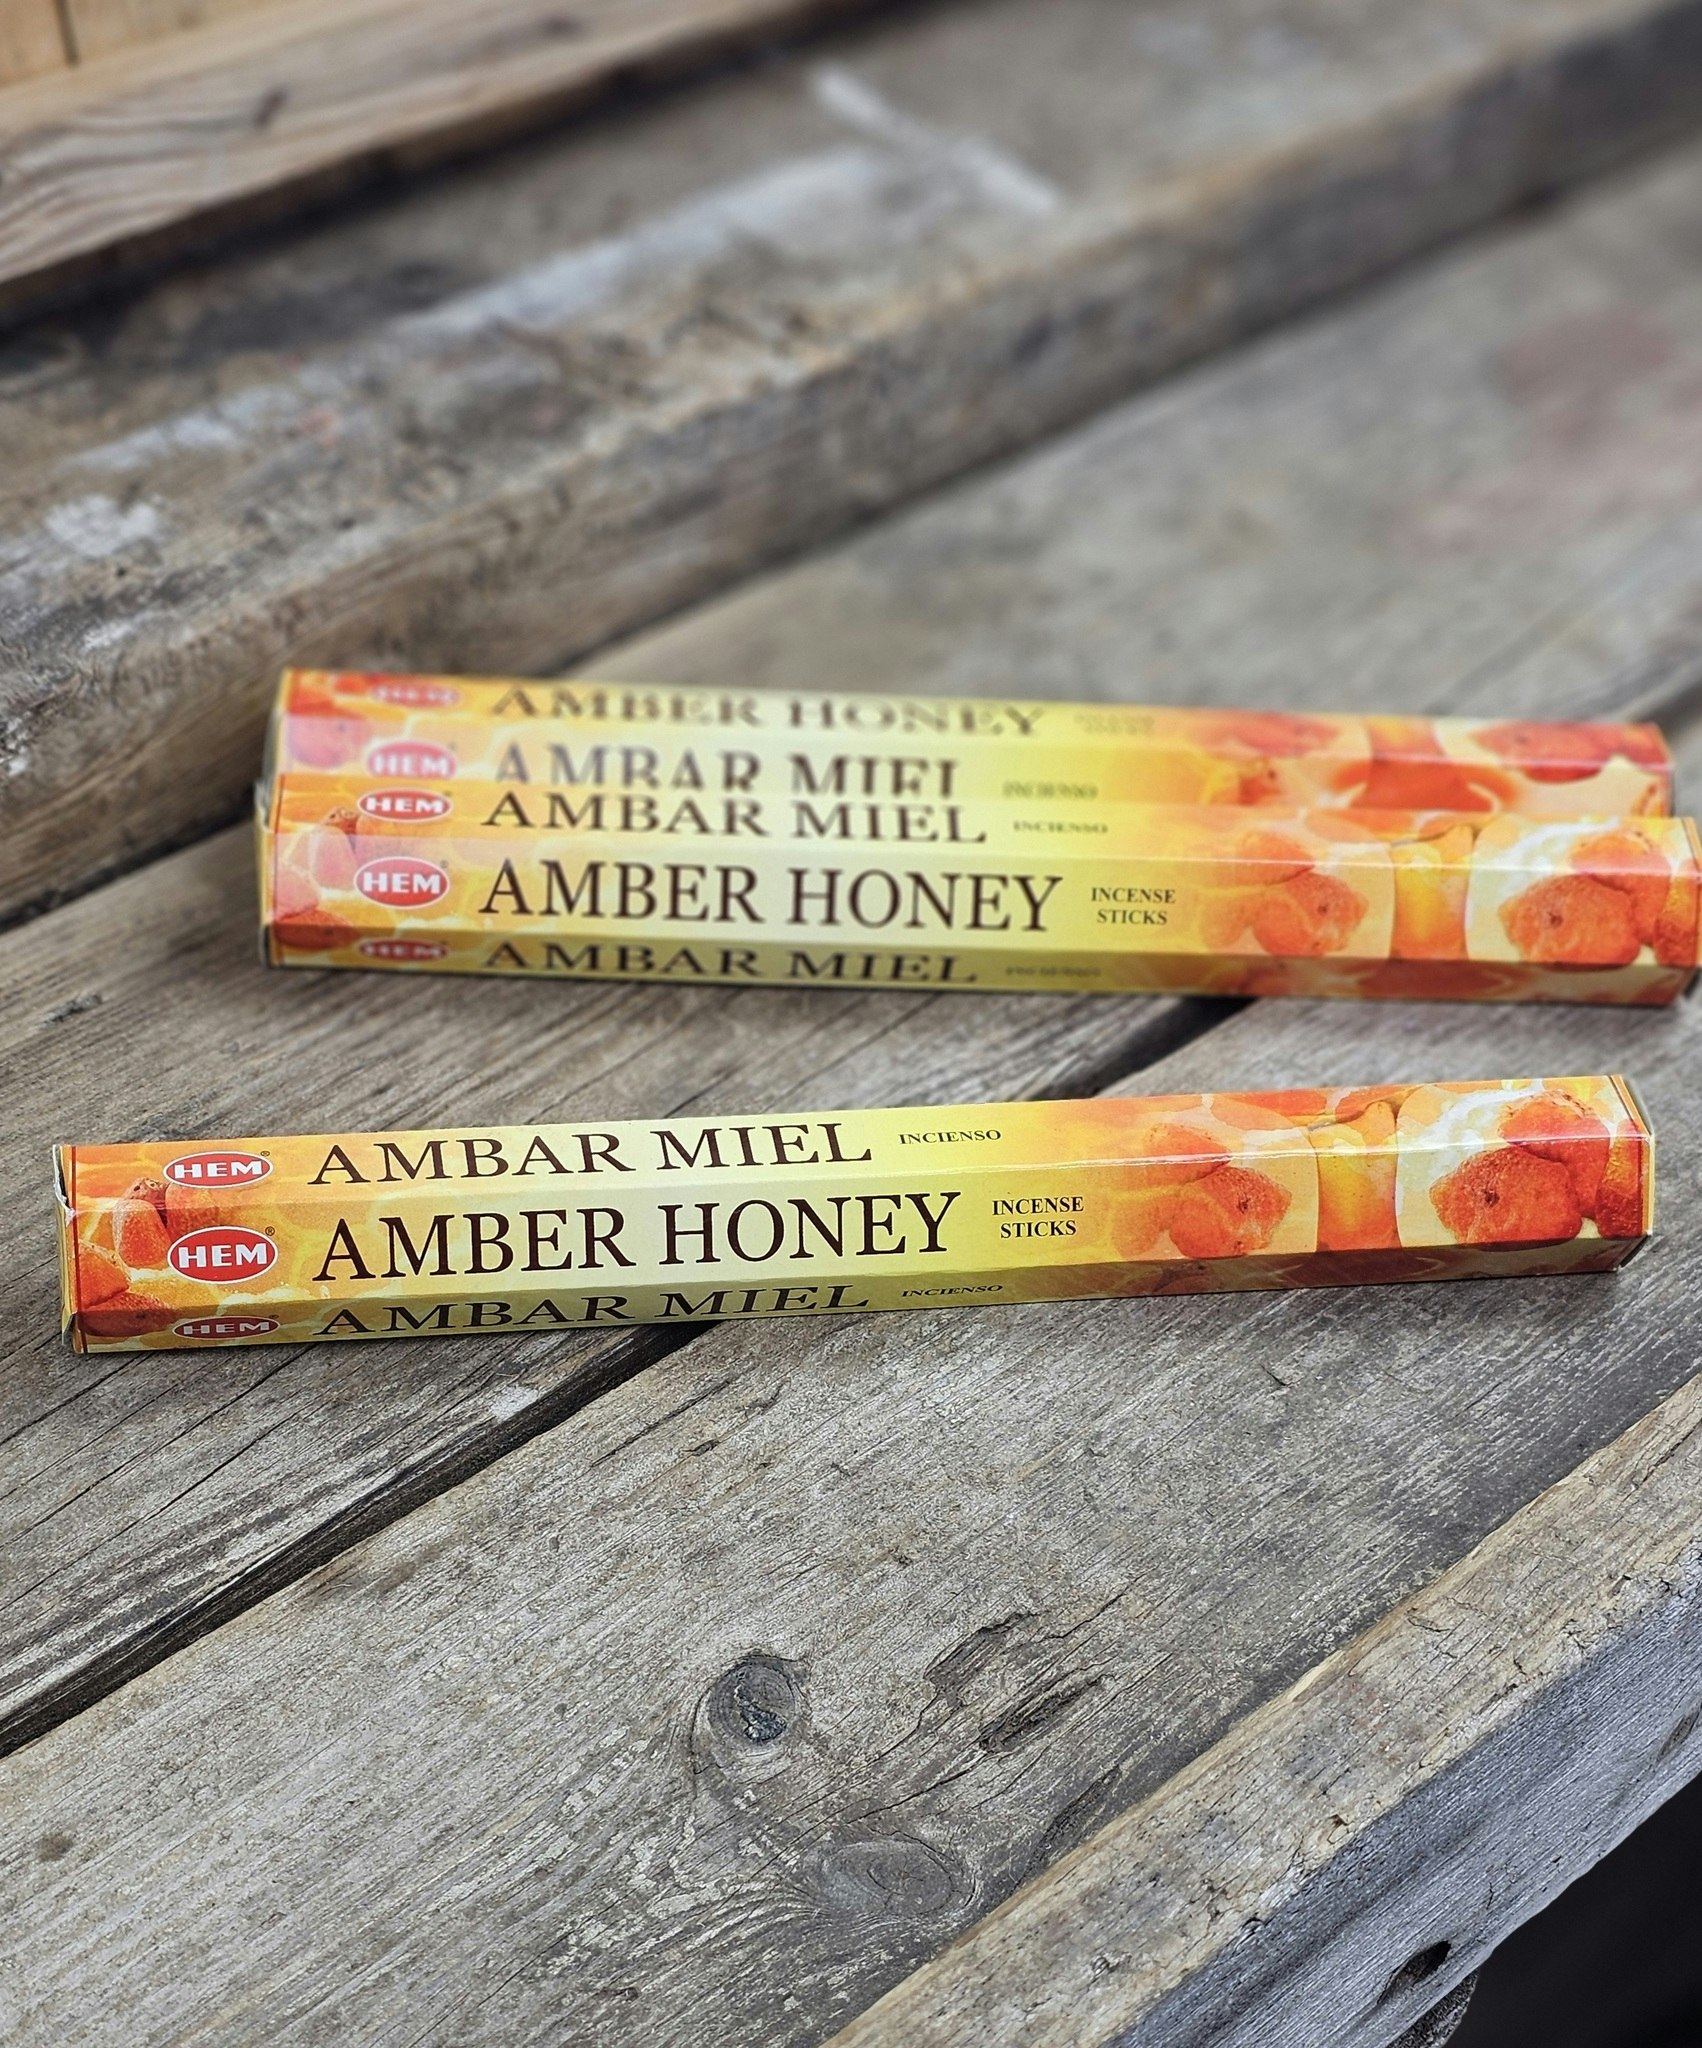 HEM AMBER HONEY
HEM AMBAR MIEL INCIENSO
HEM AMBAR MIEL INCIENSO
HEM AMBER HONEY INCENSE STICKS
HEM AMBAR MIEL
HEM® AMBAR MIEL INCIENSO
HEM® AMBER HONEY INCENSE STICKS
HEM AMBAR MIEL INCIENSO